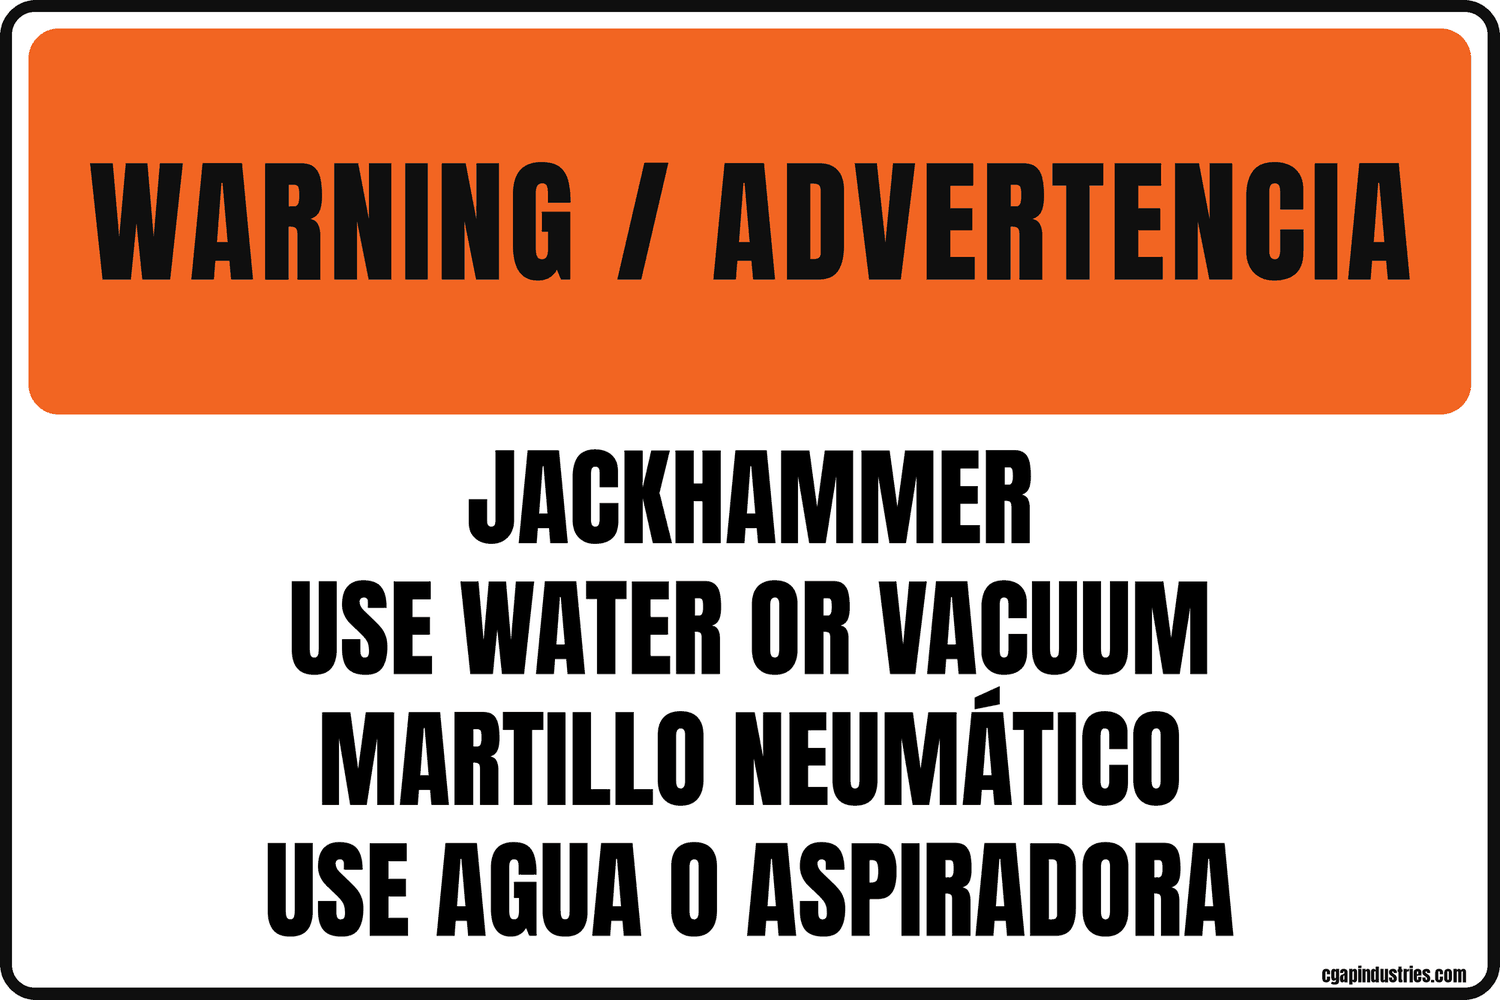 WARNING / ADVERTENCIA
JACKHAMMER
USE WATER OR VACUUM
MARTILLO NEUMÁTICO
USE AGUA O ASPIRADORA
cgapindustries.com